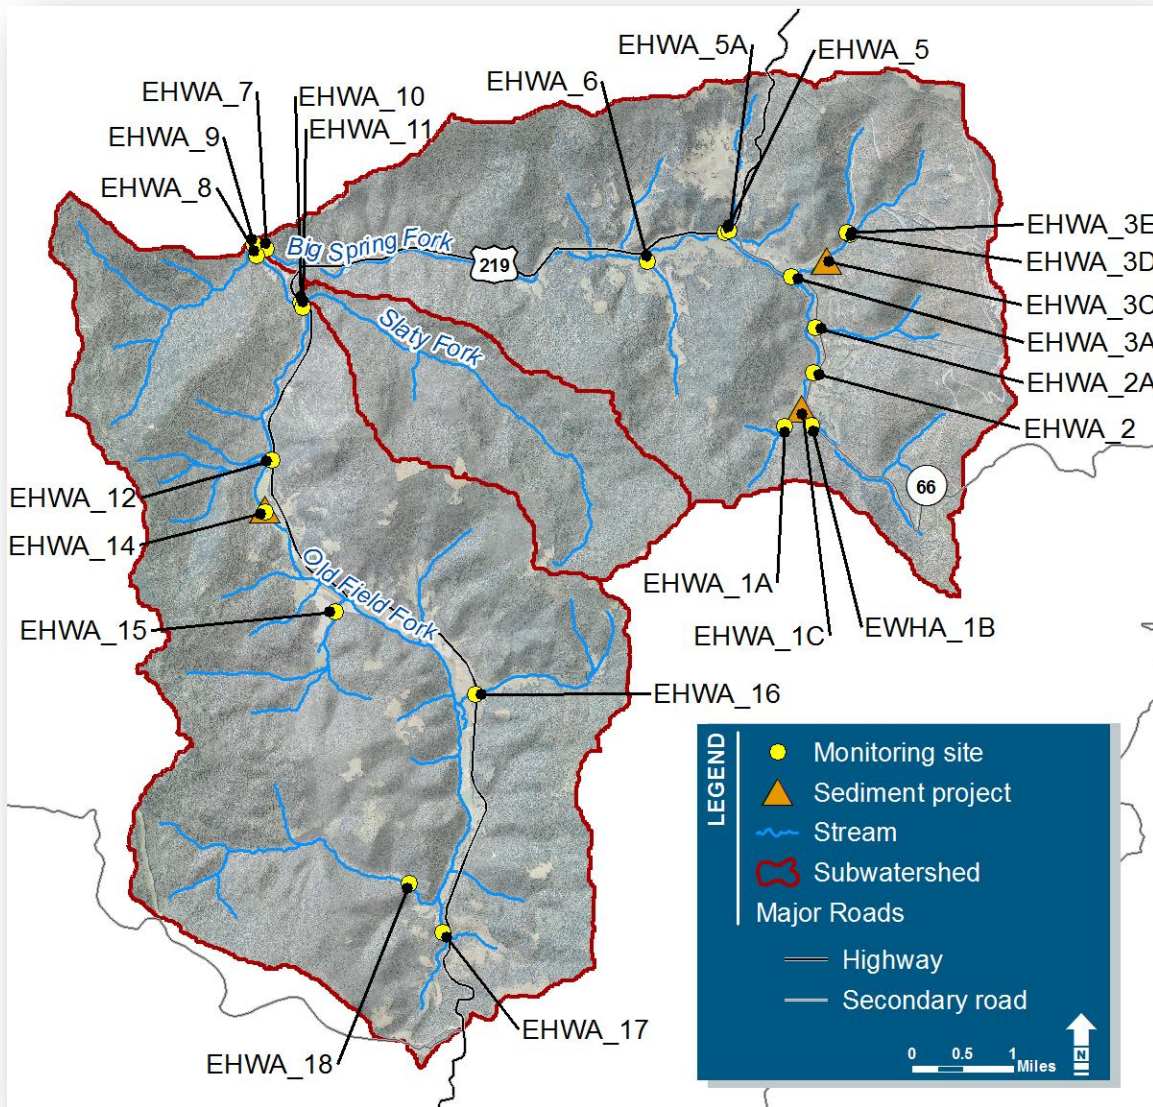 EHWA_5A
EHWA_5
EHWA_6
EHWA_7
EHWA_10
EHWA_11
EHWA_9
EHWA_8
Big Spring Fork
219
Slaty Fork
EHWA_3E
EHWA_3D
EHWA_3C
EHWA_3A
EHWA_2A
EHWA_2
66
EHWA_12
EHWA_14
Old Field Fork
EHWA_1A
EHWA_1C
EWHA_1B
EHWA_15
EHWA_16
EHWA_17
EHWA_18
LEGEND
Monitoring site
Sediment project
Stream
Subwatershed
Major Roads
Highway
Secondary road
0 0.5 1
Miles
N